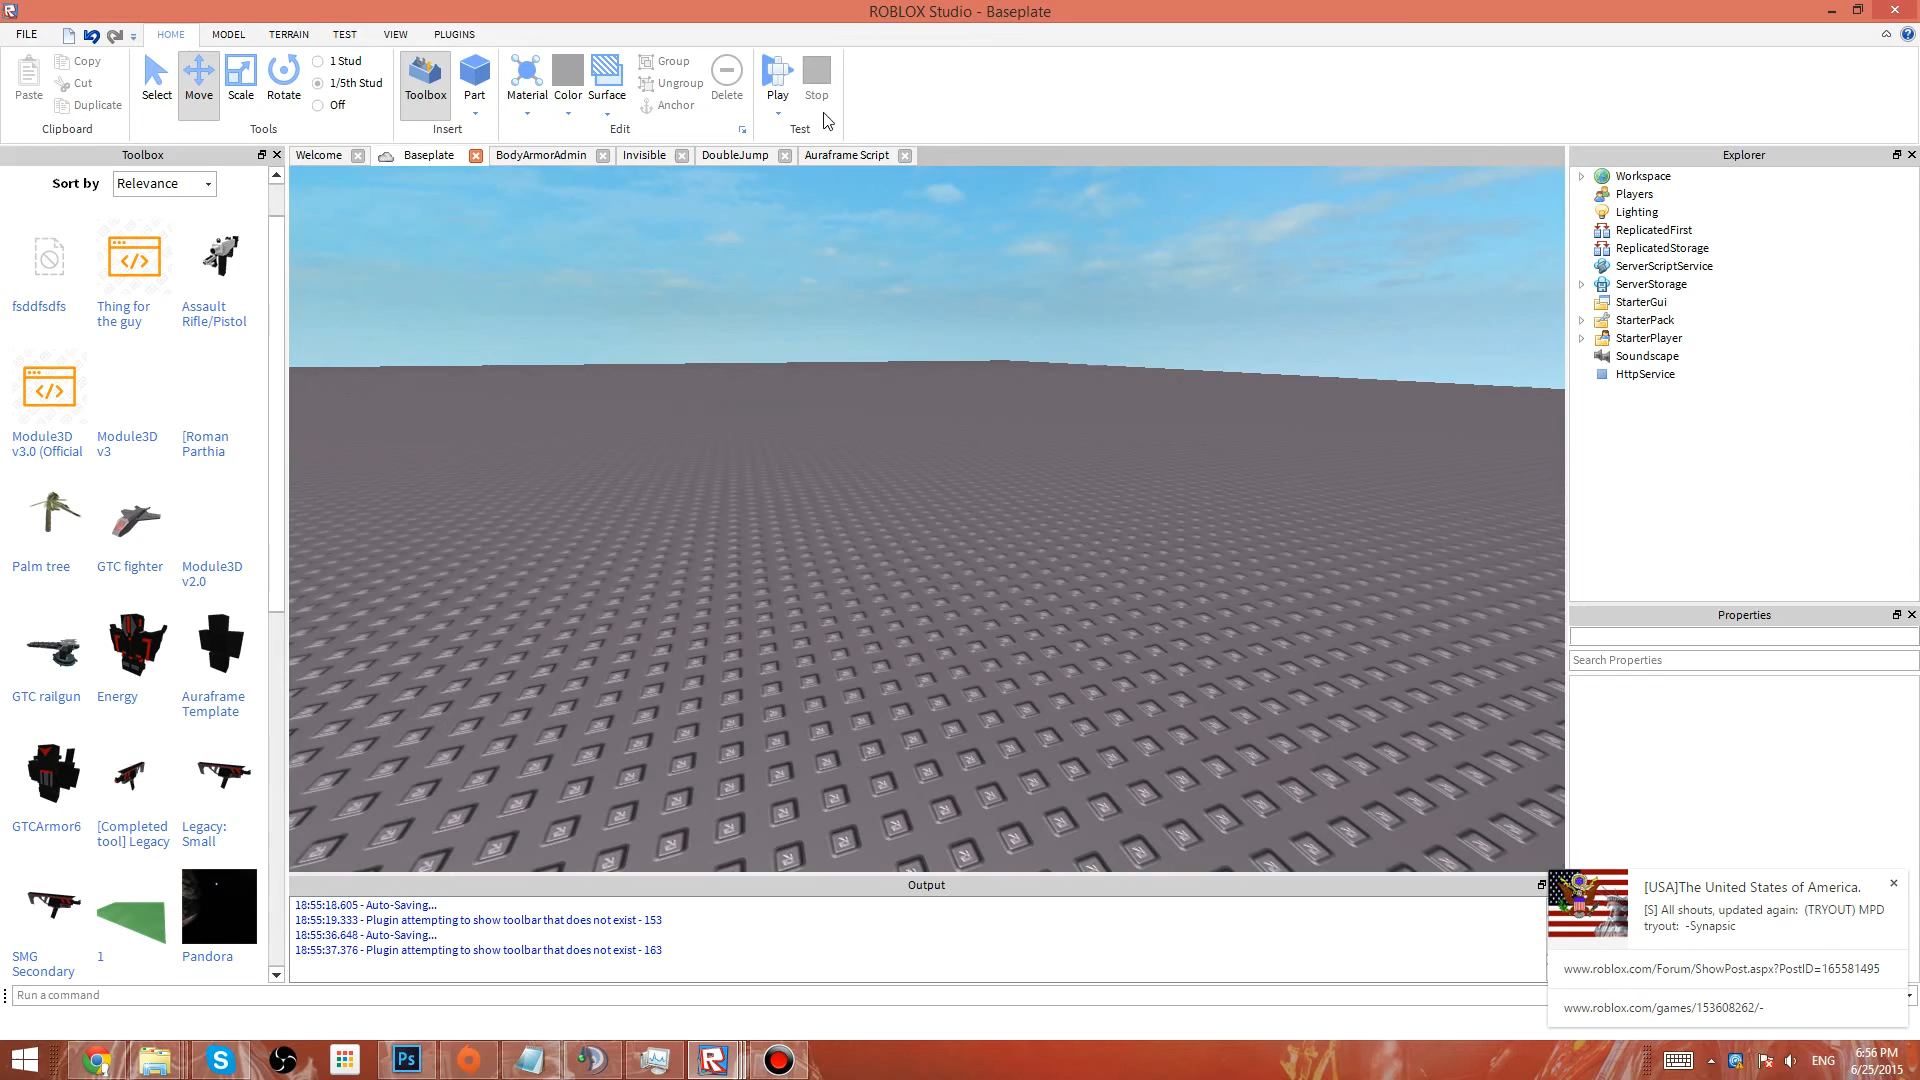 ROBLOX Studio - Baseplate
FILE
HOME
MODEL
TERRAIN
TEST
VIEW
PLUGINS
Paste
Copy
Cut
Duplicate
Clipboard
Select
Move
Scale
Rotate
1 Stud
1/5th Stud
Off
Tools
Toolbox
Part
Insert
Material
Color
Surface
Group
Ungroup
Anchor
Delete
Edit
Play
Stop
Test
Toolbox
Sort by
Relevance
fsddfsdfs
Thing for
the guy
Assault
Rifle/Pistol
Module3D
v3.0 (Official
Module3D
v3
[Roman
Parthia
Palm tree
GTC fighter
Module3D
v2.0
GTC railgun
Energy
Auraframe
Template
GTCArmor6
[Completed
tool] Legacy
Legacy:
Small
SMG
Secondary
1
Pandora
Welcome
Baseplate
BodyArmorAdmin
Invisible
DoubleJump
Auraframe Script
Output
18:55:18.605 - Auto-Saving...
18:55:19.333 - Plugin attempting to show toolbar that does not exist - 153
18:55:36.648 - Auto-Saving...
18:55:37.376 - Plugin attempting to show toolbar that does not exist - 163
Run a command
Explorer
Workspace
Players
Lighting
ReplicatedFirst
ReplicatedStorage
ServerScriptService
ServerStorage
StarterGui
StarterPack
StarterPlayer
Soundscape
HttpService
Properties
Search Properties
[USA]The United States of America.
[S] All shouts, updated again: (TRYOUT) MPD
tryout: -Synapsic
www.roblox.com/Forum/ShowPost.aspx?PostID=165581495
www.roblox.com/games/153608262/-
Ps
ENG
6:56 PM
6/25/2015